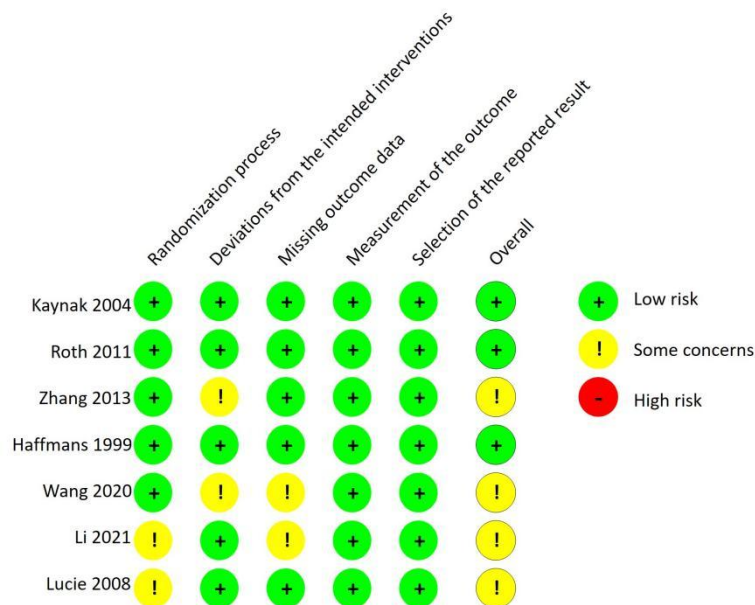 Randomization process
Deviations from the intended interventions
Missing outcome data
Measurement of the outcome
Selection of the reported result
Overall
Kaynak 2004 + + + + + +
Roth 2011 + + + + + +
Zhang 2013 + ! + + + !
Haffmans 1999 + + + + + +
Wang 2020 + ! ! + + !
Li 2021 ! + ! + + !
Lucie 2008 ! + + + + !
+ Low risk
! Some concerns
- High risk